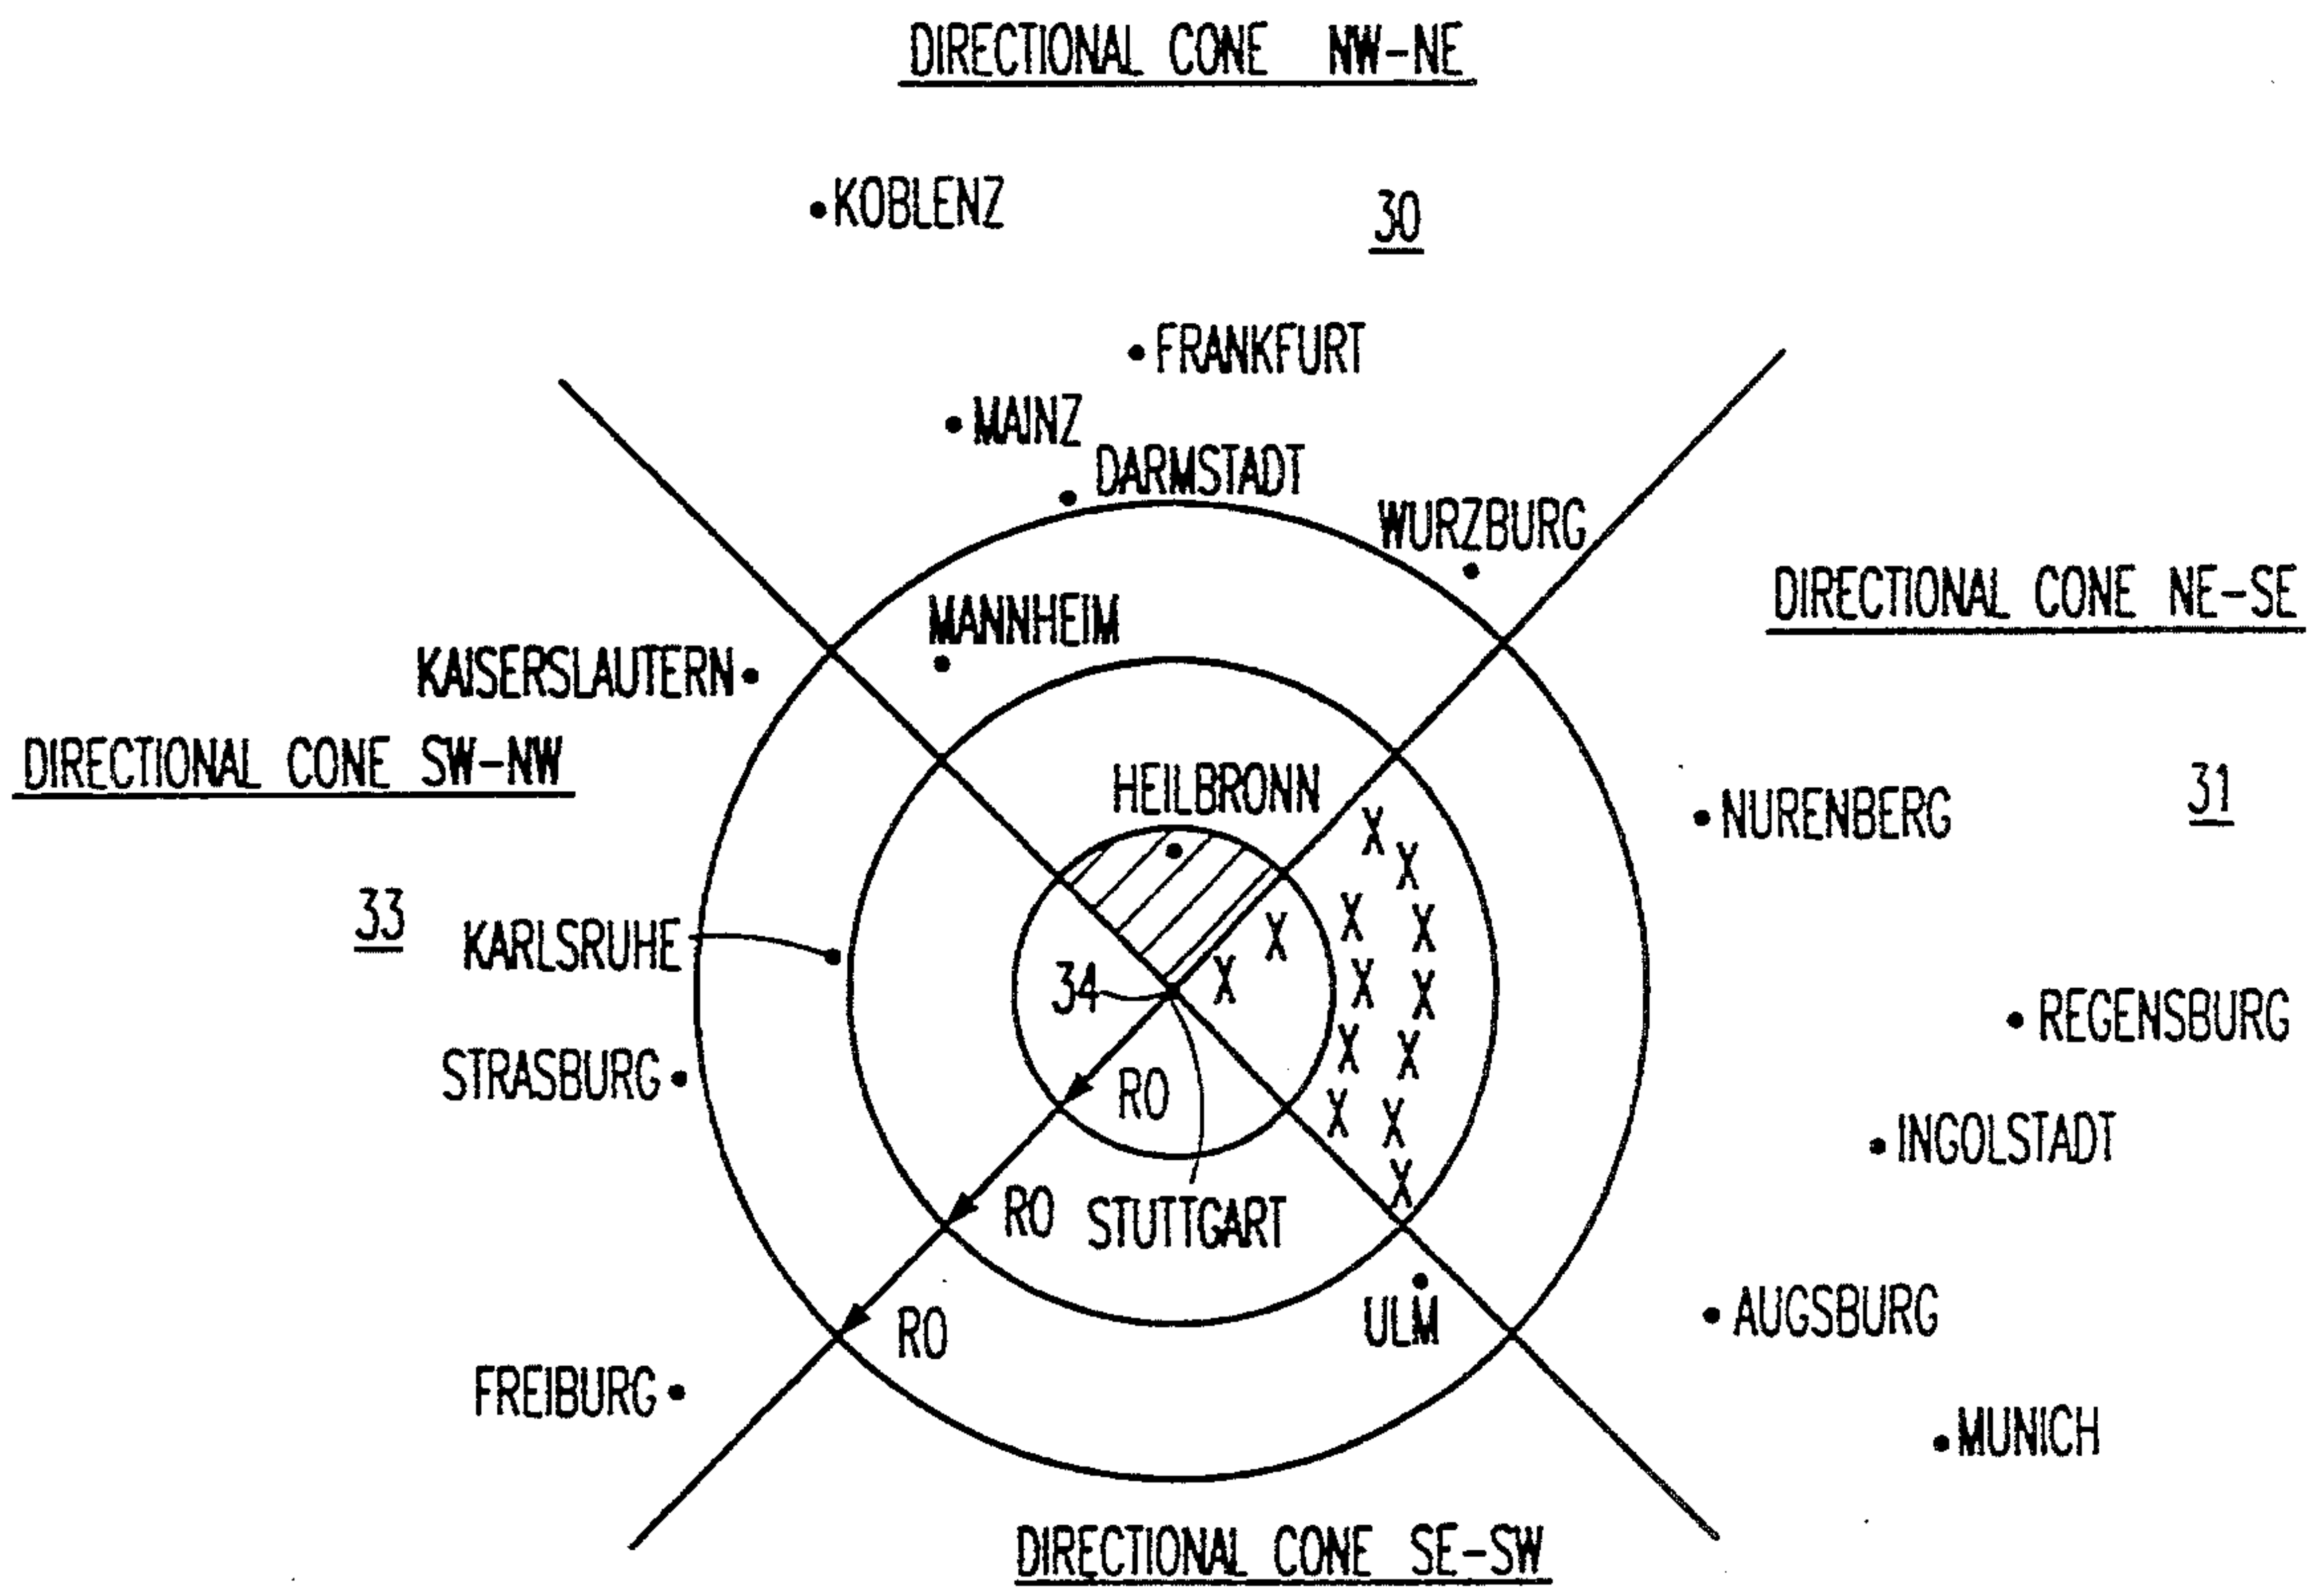 DIRECTIONAL CONE NW-NE
KOBLENZ
30
FRANKFURT
MAINZ
DARMSTADT
WURZBURG
DIRECTIONAL CONE NE-SE
MANNHEIM
KAISERSLAUTERN
DIRECTIONAL CONE SW-NW
HEILBRONN
31
NURENBERG
X
X
33
KARLSRUHE
X
X
X
34
X
X
X
REGENSBURG
STRASBURG
X
X
RO
X
X
INGOLSTADT
X
RO
STUTTGART
RO
ULM
AUGSBURG
FREIBURG
MUNICH
DIRECTIONAL CONE SE-SW